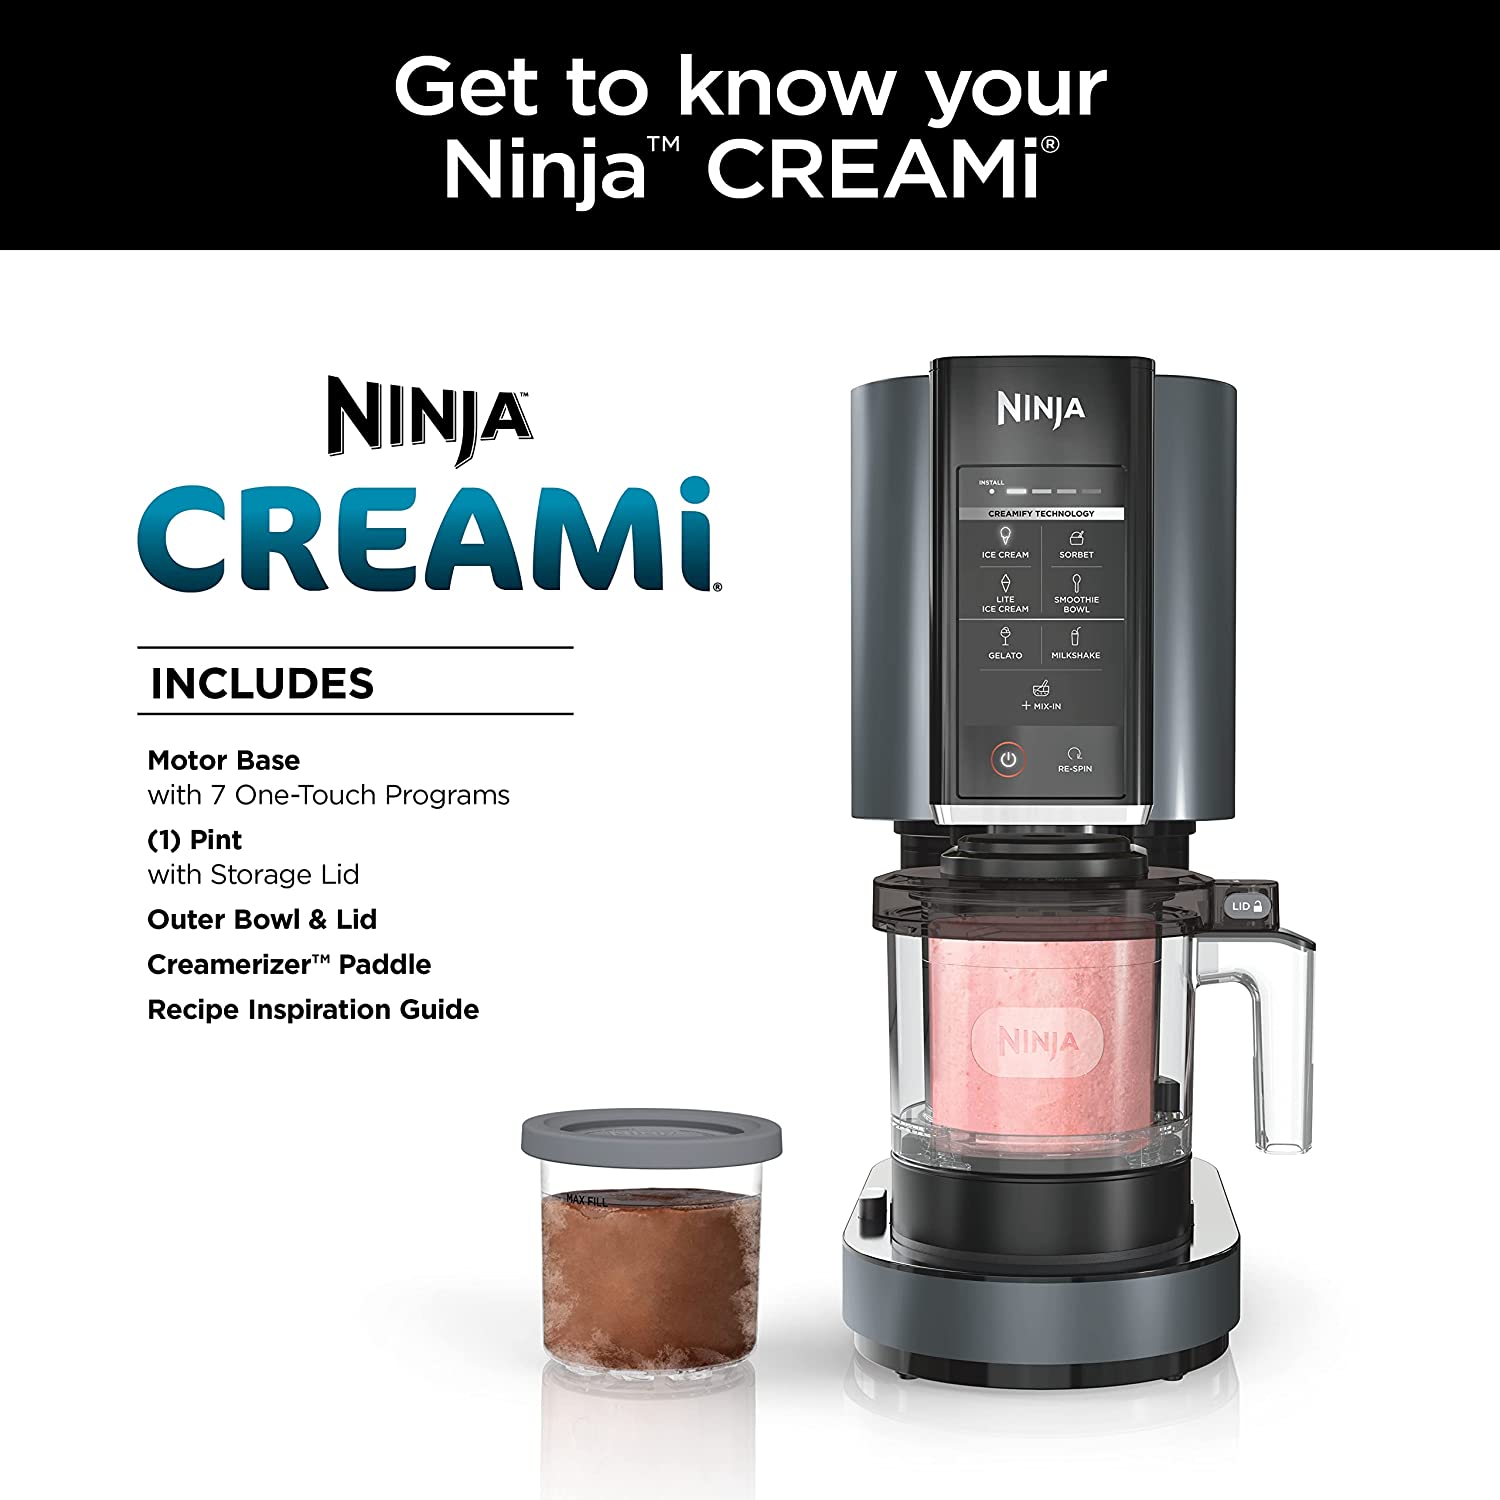 Get to know your
Ninja™ CREAMi®
NINJA™
CREAMi®
INCLUDES
Motor Base
with 7 One-Touch Programs
(1) Pint
with Storage Lid
Outer Bowl & Lid
Creamerizer™ Paddle
Recipe Inspiration Guide
NINJA
INSTALL
CREAMIFY TECHNOLOGY
ICE CREAM
SORBET
LITE
ICE CREAM
SMOOTHIE
BOWL
GELATO
MILKSHAKE
+ MIX-IN
RE-SPIN
LID
NINJA
MAX FILL